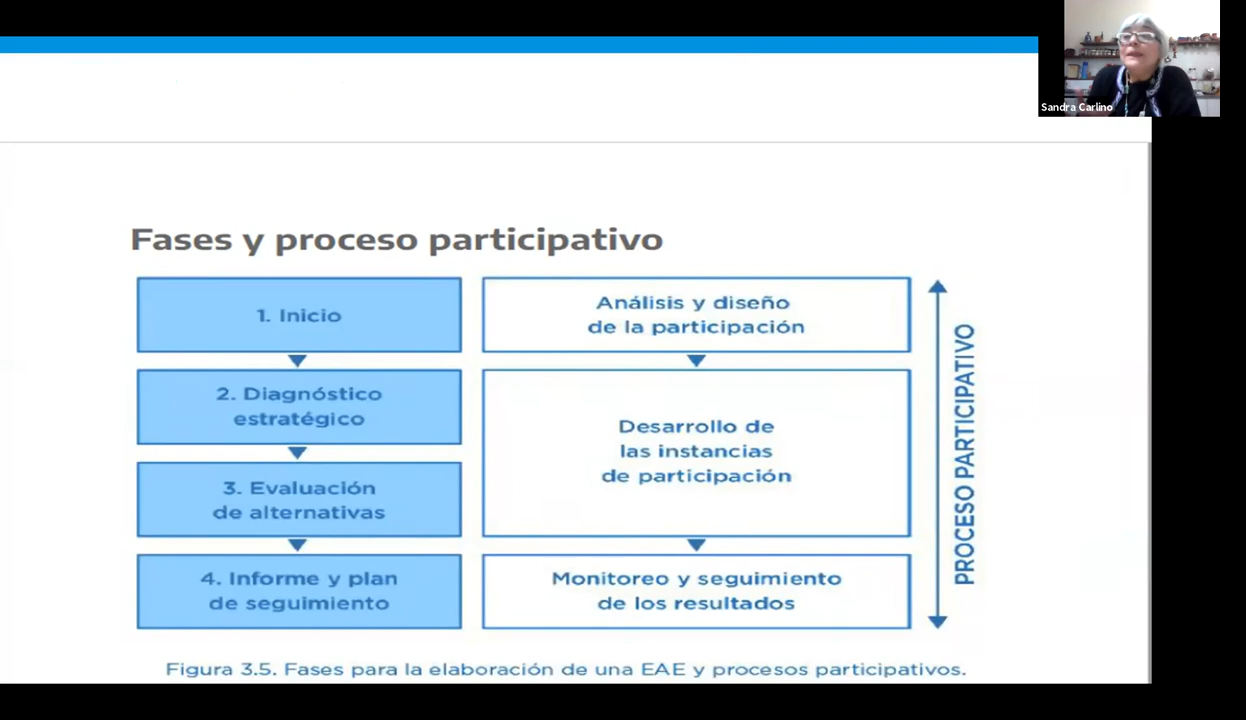 Sandra Carlino
Fases y proceso participativo
1. Inicio
Análisis y diseño
de la participación
2. Diagnóstico
estratégico
Desarrollo de
las instancias
de participación
3. Evaluación
de alternativas
4. Informe y plan
de seguimiento
Monitoreo y seguimiento
de los resultados
PROCESO PARTICIPATIVO
Figura 3.5. Fases para la elaboración de una EAE y procesos participativos.